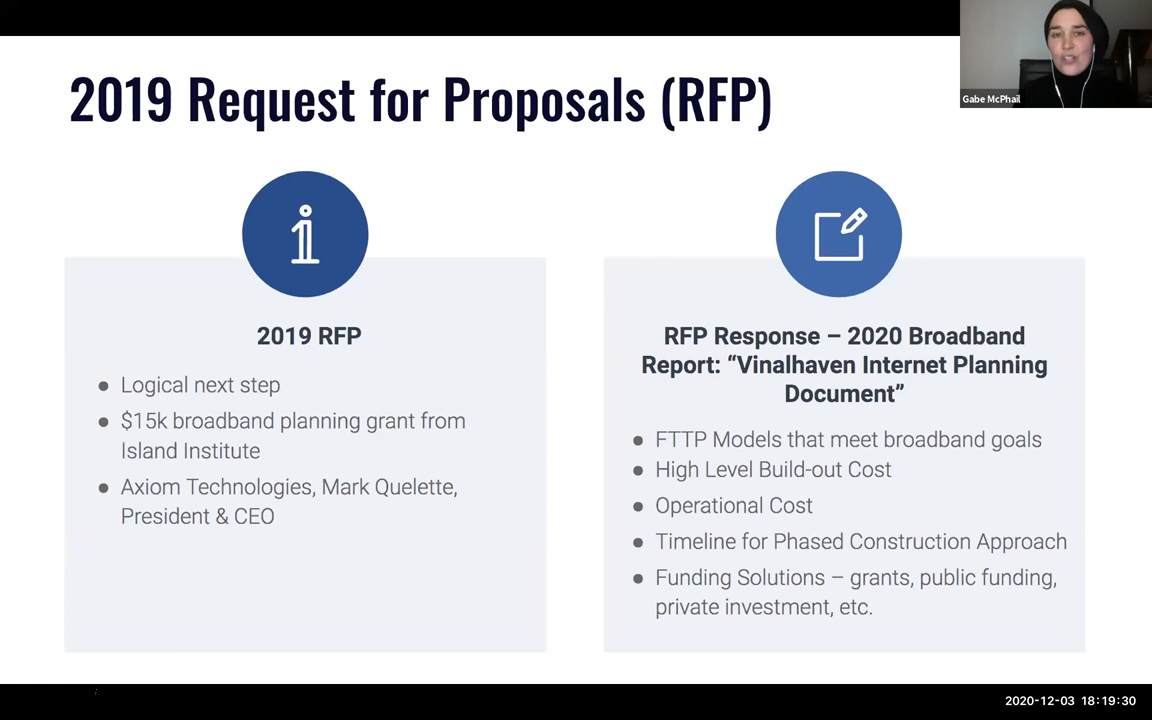 2019 Request for Proposals (RFP)
Gabe McPhail
2019 RFP
● Logical next step
● $15k broadband planning grant from
Island Institute
● Axiom Technologies, Mark Quelette,
President & CEO
RFP Response – 2020 Broadband
Report: “Vinalhaven Internet Planning
Document”
● FTTP Models that meet broadband goals
● High Level Build-out Cost
● Operational Cost
● Timeline for Phased Construction Approach
● Funding Solutions – grants, public funding,
private investment, etc.
2020-12-03 18:19:30